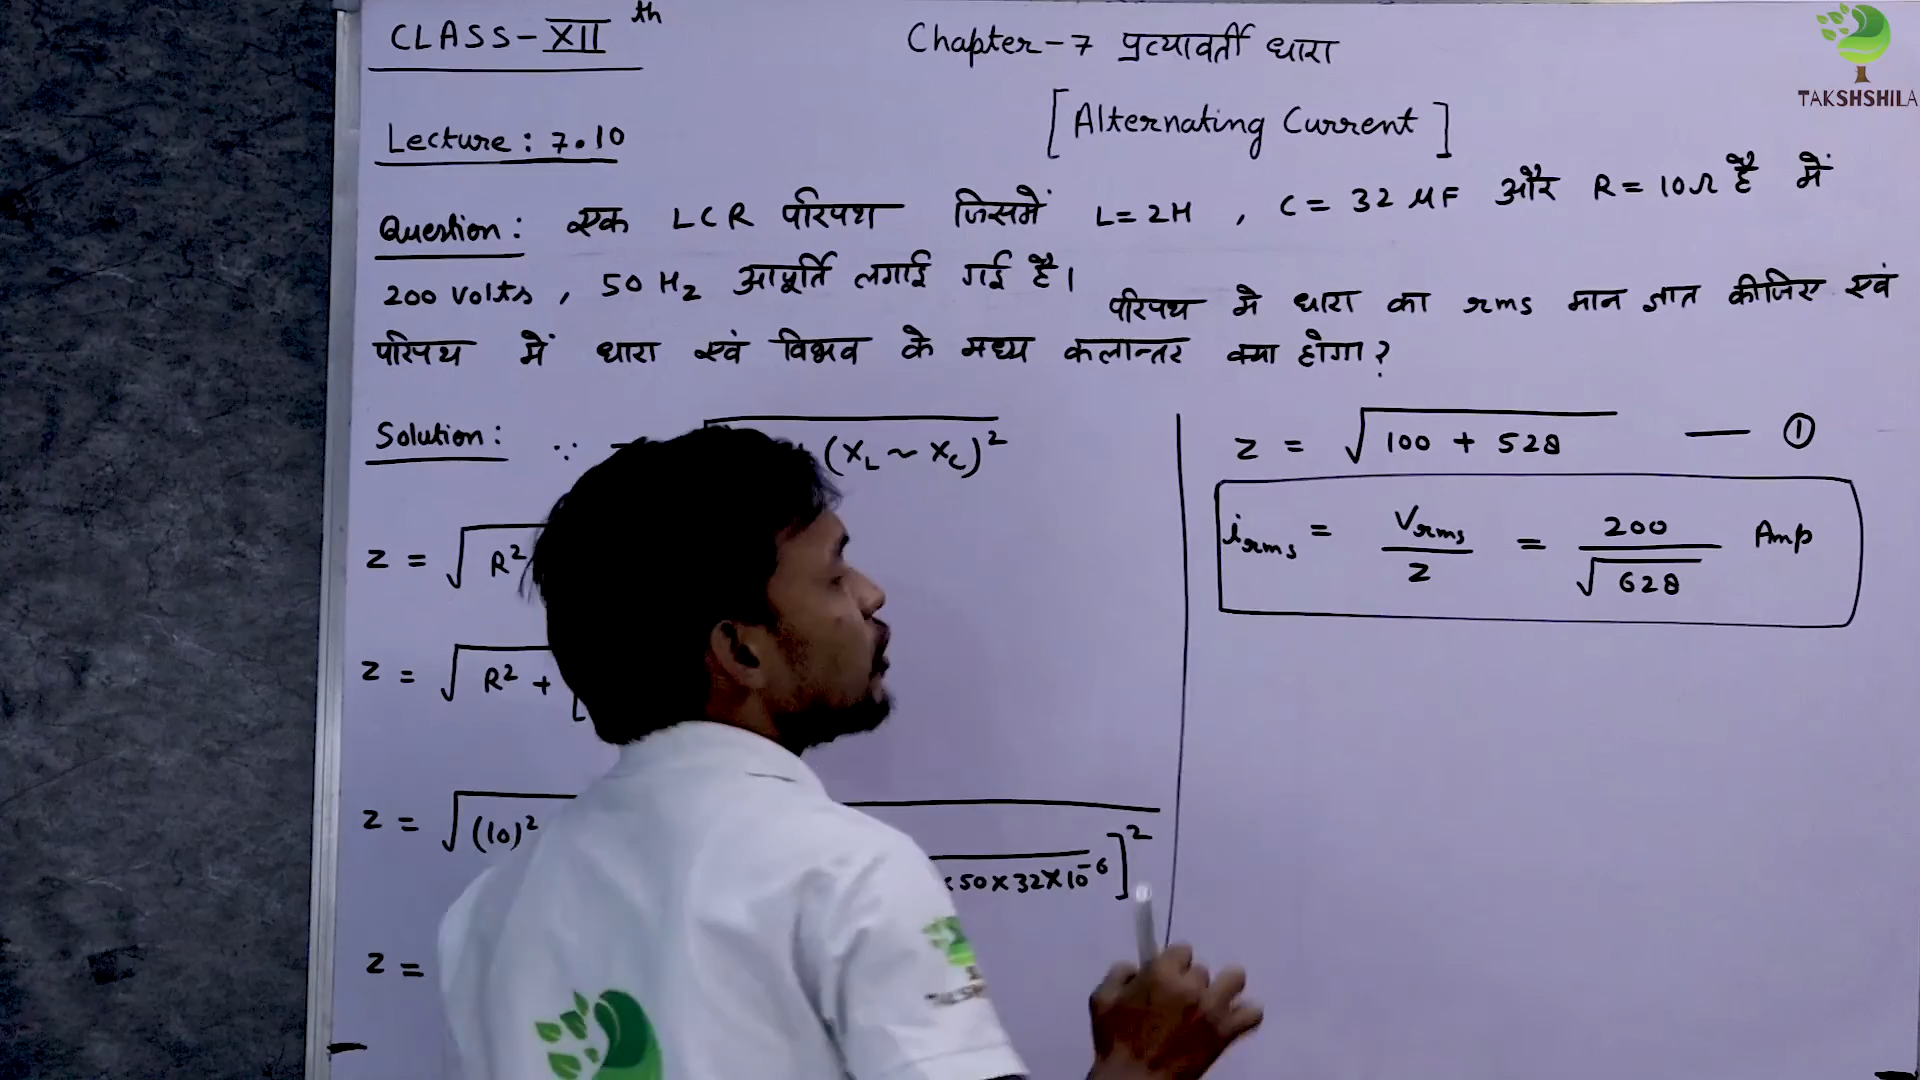 CLASS-XII th
Chapter-7 प्रत्यावर्ती धारा
TAKSHSHILA
[Alternating Current]
Lecture: 7.10
Question: एक LCR परिपथ जिसमें L=2H, C=32 μF और R=10Ω है में
200 Volts, 50 Hz आपूर्ति लगाई गई है। परिपथ मे धारा का rms मान ज्ञात कीजिए एवं
परिपथ में धारा एवं विभव के मध्य कलान्तर क्या होगा?
Solution: ∵ (XL ~ XC)²
Z = √R²
Z = √R² + [
Z = √(10)² ×50×32×10⁻⁶]²
Z =
Z = √100 + 528 — ①
irms = Vrms/Z = 200/√628 Amp